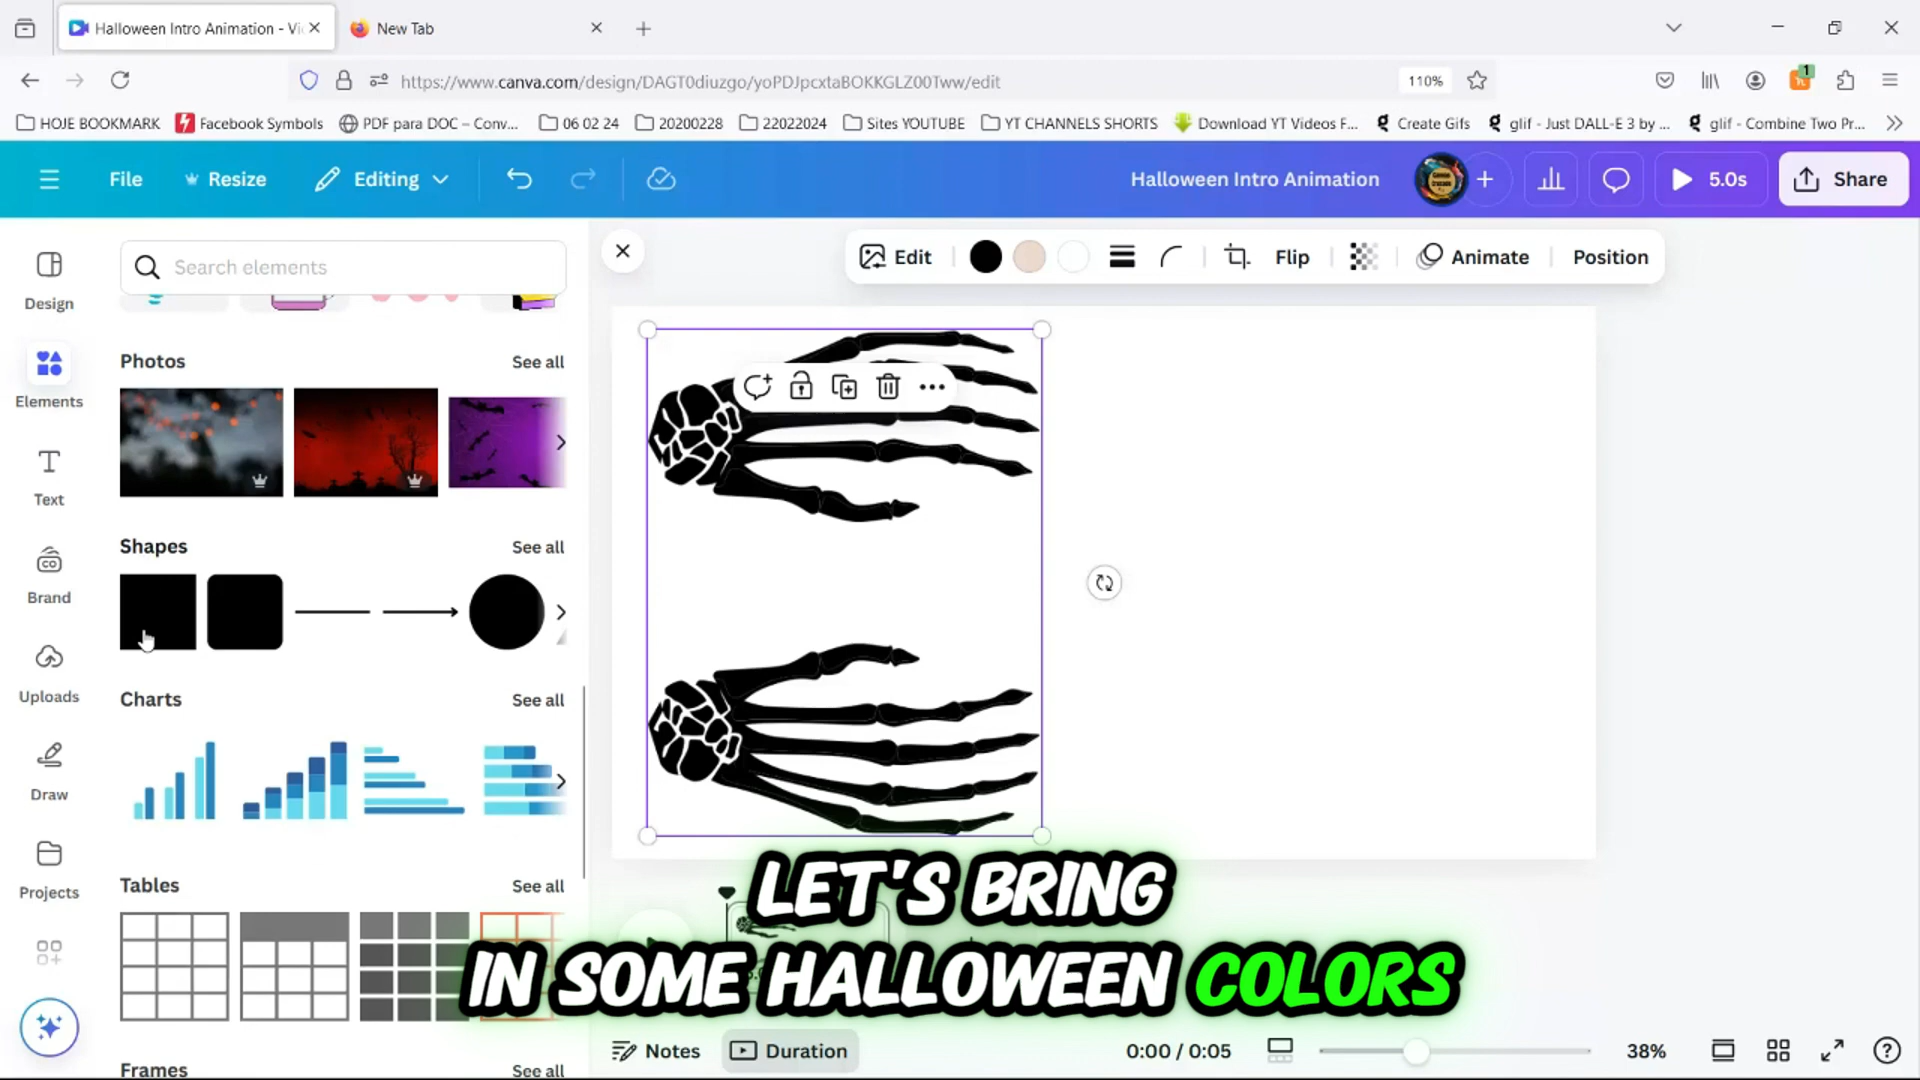 Halloween Intro Animation - Vi
New Tab
https://www.canva.com/design/DAGT0diuzgo/yoPDJpcxtaBOKKGLZ00Tww/edit
110%
1
HOJE BOOKMARK
Facebook Symbols
PDF para DOC – Conv...
06 02 24
20200228
22022024
Sites YOUTUBE
YT CHANNELS SHORTS
Download YT Videos F...
Create Gifs
glif - Just DALL-E 3 by ...
glif - Combine Two Pr...
File
Resize
Editing
Halloween Intro Animation
5.0s
Share
Search elements
Edit
Flip
Animate
Position
Design
Elements
Text
Brand
Uploads
Draw
Projects
Photos
See all
Shapes
See all
Charts
See all
Tables
See all
Frames
See all
LET'S BRING
IN SOME HALLOWEEN COLORS
Notes
Duration
0:00 / 0:05
38%